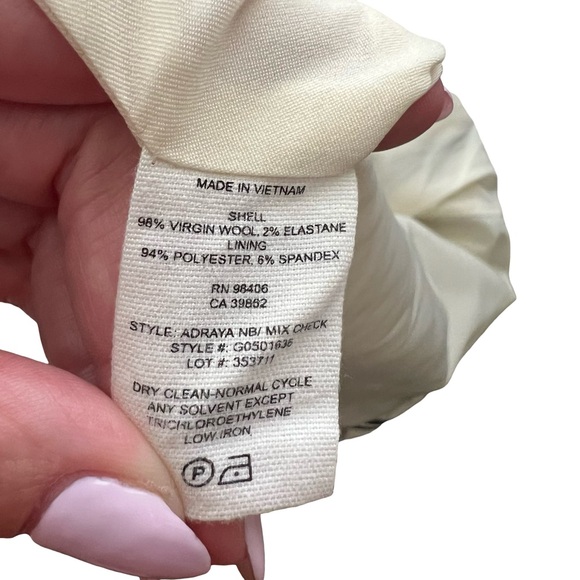 MADE IN VIETNAM
SHELL
98% VIRGIN WOOL, 2% ELASTANE
LINING
94% POLYESTER, 6% SPANDEX
RN 98406
CA 39862
STYLE: ADRAYA NB/ MIX CHECK
STYLE #: G0501636
LOT #: 353711
DRY CLEAN-NORMAL CYCLE
ANY SOLVENT EXCEPT
TRICHLOROETHYLENE
LOW IRON
P